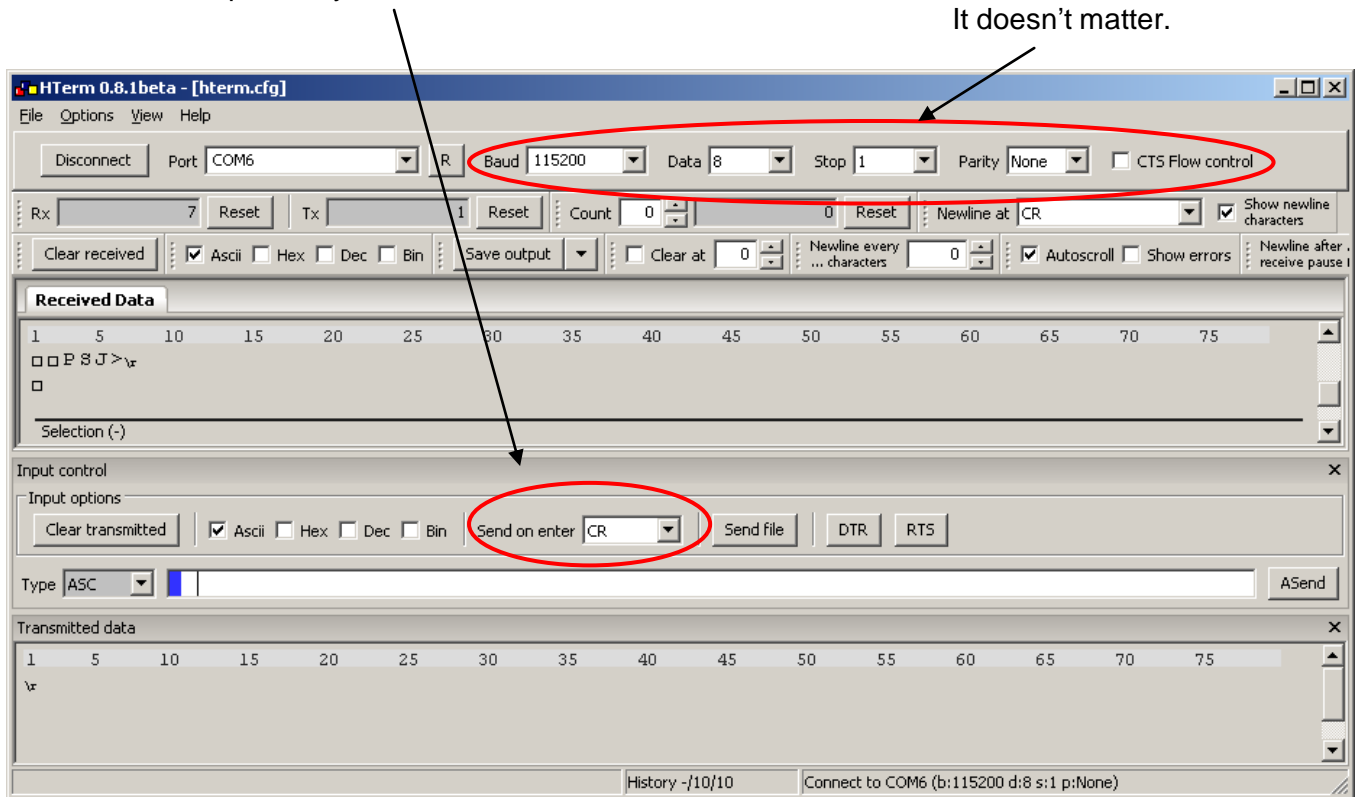 It doesn't matter.
HTerm 0.8.1beta - [hterm.cfg]
File Options View Help
Disconnect Port COM6 R Baud 115200 Data 8 Stop 1 Parity None CTS Flow control
Rx 7 Reset Tx 1 Reset Count 0 0 Reset Newline at CR Show newline characters
Clear received Ascii Hex Dec Bin Save output Clear at 0 Newline every ... characters 0 Autoscroll Show errors Newline after receive pause
Received Data
1 5 10 15 20 25 30 35 40 45 50 55 60 65 70 75
□□PSJ>\r
□
Selection (-)
Input control
Input options
Clear transmitted Ascii Hex Dec Bin Send on enter CR Send file DTR RTS
Type ASC ASend
Transmitted data
1 5 10 15 20 25 30 35 40 45 50 55 60 65 70 75
\r
History -/10/10 Connect to COM6 (b:115200 d:8 s:1 p:None)